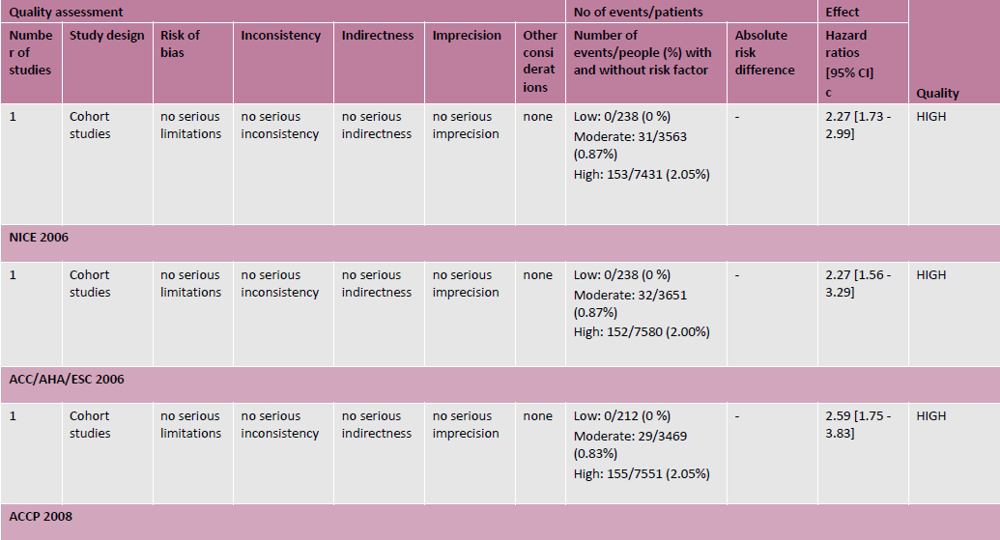 Quality assessment
No of events/patients
Effect
Quality
Numbe
r of
studies
Study design
Risk of
bias
Inconsistency
Indirectness
Imprecision
Other
consi
derat
ions
Number of
events/people (%) with
and without risk factor
Absolute
risk
difference
Hazard
ratios
[95% CI]
c
1
Cohort
studies
no serious
limitations
no serious
inconsistency
no serious
indirectness
no serious
imprecision
none
Low: 0/238 (0 %)
Moderate: 31/3563
(0.87%)
High: 153/7431 (2.05%)
-
2.27 [1.73 -
2.99]
HIGH
NICE 2006
1
Cohort
studies
no serious
limitations
no serious
inconsistency
no serious
indirectness
no serious
imprecision
none
Low: 0/238 (0 %)
Moderate: 32/3651
(0.87%)
High: 152/7580 (2.00%)
-
2.27 [1.56 -
3.29]
HIGH
ACC/AHA/ESC 2006
1
Cohort
studies
no serious
limitations
no serious
inconsistency
no serious
indirectness
no serious
imprecision
none
Low: 0/212 (0 %)
Moderate: 29/3469
(0.83%)
High: 155/7551 (2.05%)
-
2.59 [1.75 -
3.83]
HIGH
ACCP 2008